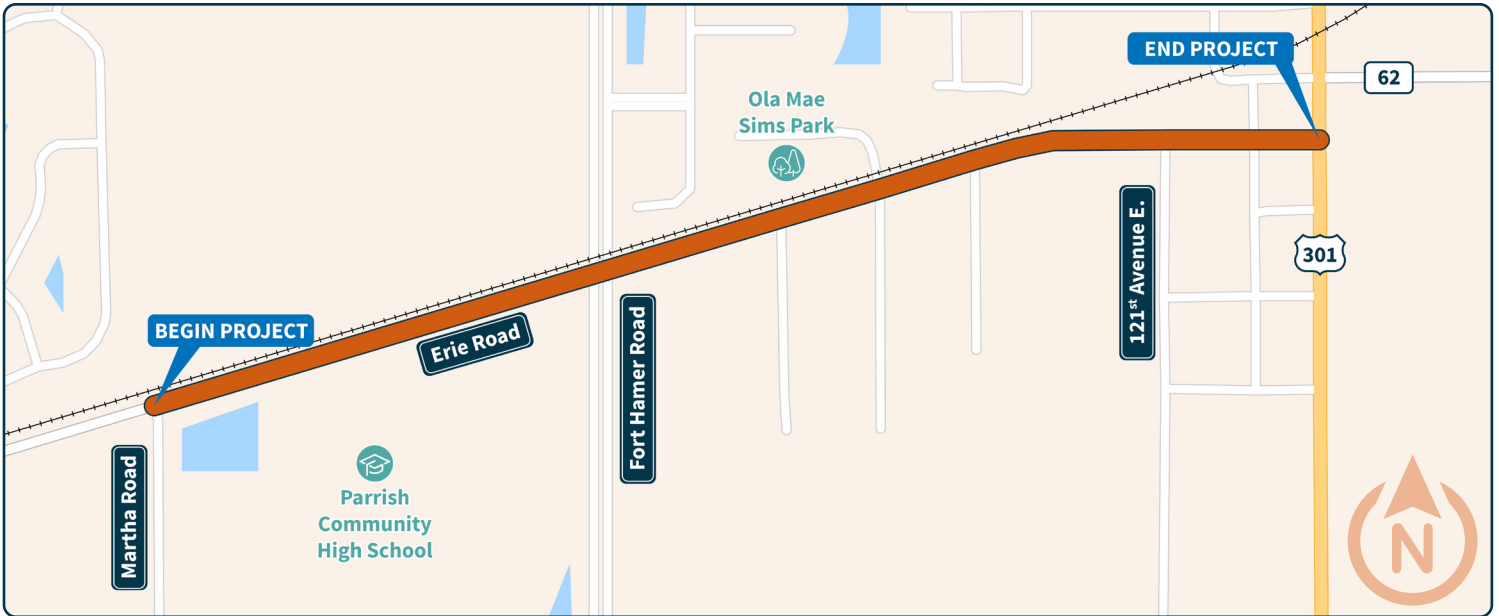 END PROJECT
62
Ola Mae
Sims Park
121st Avenue E.
301
BEGIN PROJECT
Erie Road
Fort Hamer Road
Martha Road
Parrish
Community
High School
N